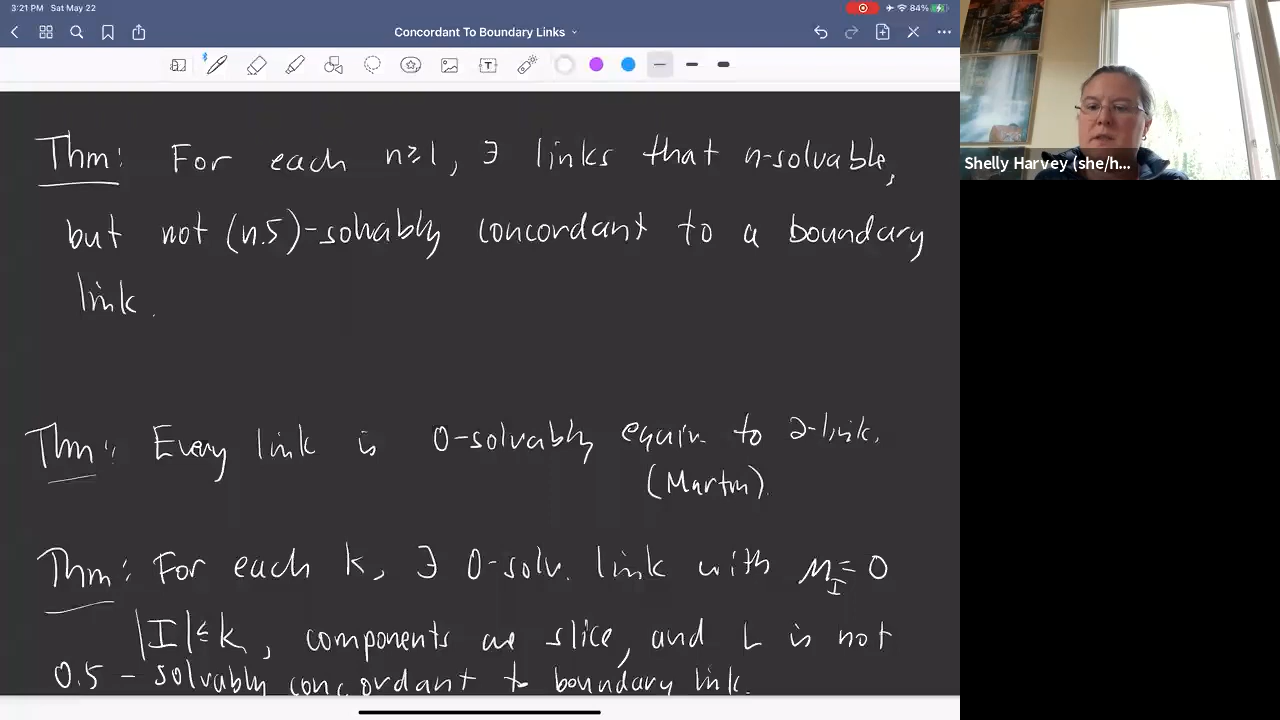 3:21 PM Sat May 22
84%
Concordant To Boundary Links
T
Thm: For each n≥1, ∃ links that n-solvable,
but not (n.5)-solvably concordant to a boundary
link.
Thm: Every link is 0-solvably equiv. to ∂-link.
(Martin).
Thm: For each k, ∃ 0-solv. link with μ_I = 0
|I|≤k, components are slice, and L is not
0.5 - solvably concordant to boundary link.
Shelly Harvey (she/h...